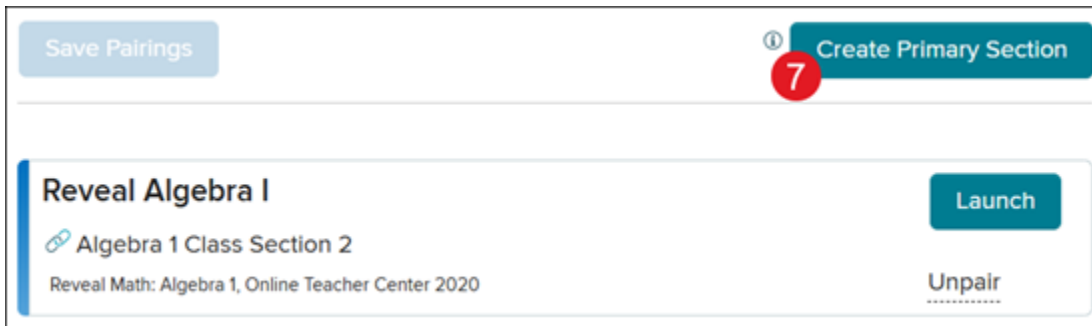 Save Pairings
Create Primary Section
7
Reveal Algebra I
Launch
Algebra 1 Class Section 2
Reveal Math: Algebra 1, Online Teacher Center 2020
Unpair